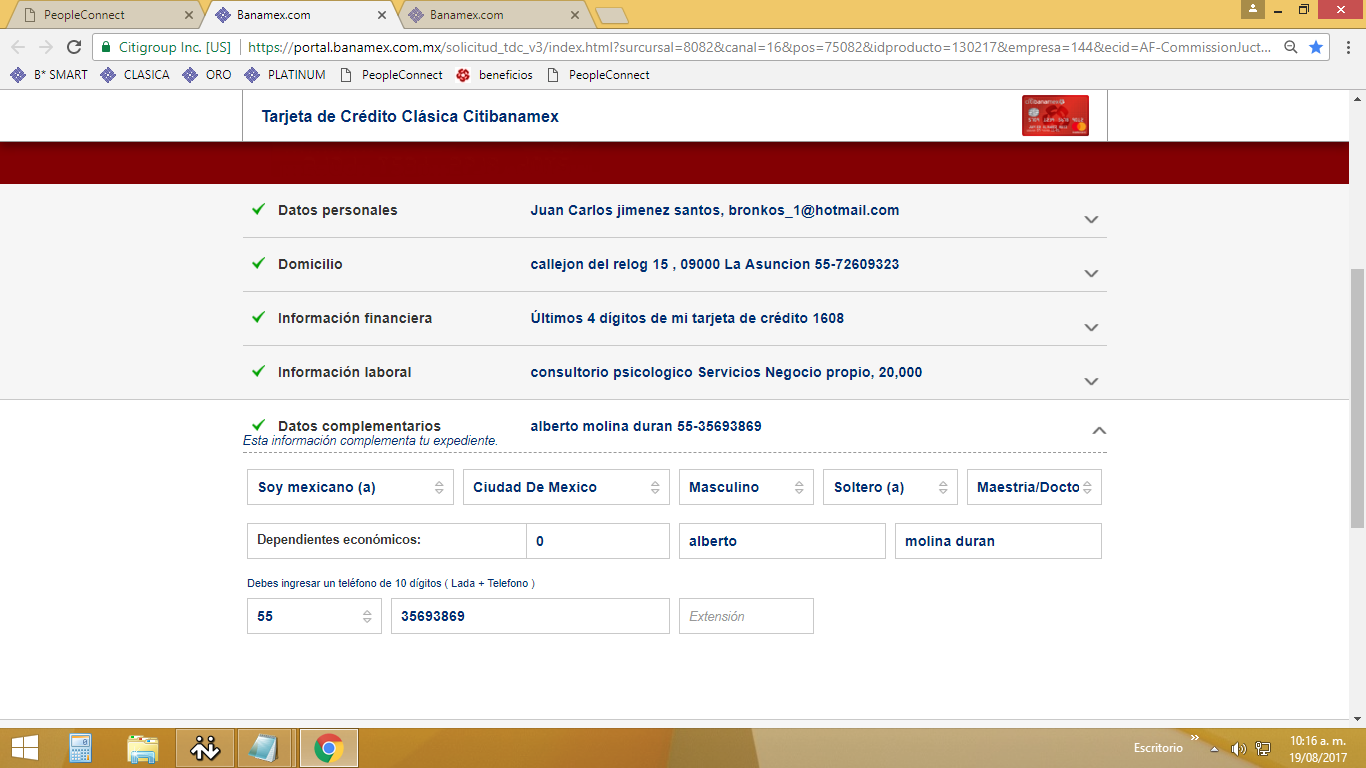 PeopleConnect
Banamex.com
Banamex.com
Citigroup Inc. [US] https://portal.banamex.com.mx/solicitud_tdc_v3/index.html?surcursal=8082&canal=16&pos=75082&idproducto=130217&empresa=144&ecid=AF-CommissionJuct...
B* SMART CLASICA ORO PLATINUM PeopleConnect beneficios PeopleConnect
Tarjeta de Crédito Clásica Citibanamex
citibanamex
Datos personales Juan Carlos jimenez santos, bronkos_1@hotmail.com
Domicilio callejon del relog 15 , 09000 La Asuncion 55-72609323
Información financiera Últimos 4 dígitos de mi tarjeta de crédito 1608
Información laboral consultorio psicologico Servicios Negocio propio, 20,000
Datos complementarios alberto molina duran 55-35693869
Esta información complementa tu expediente.
Soy mexicano (a) Ciudad De Mexico Masculino Soltero (a) Maestria/Docto
Dependientes económicos: 0 alberto molina duran
Debes ingresar un teléfono de 10 dígitos ( Lada + Telefono )
55 35693869 Extensión
Escritorio
10:16 a. m.
19/08/2017